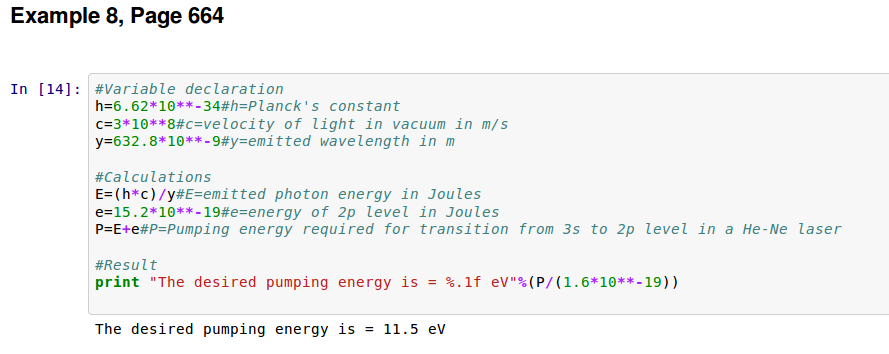 Example 8, Page 664
In [14]:
#Variable declaration
h=6.62*10**-34#h=Planck's constant
c=3*10**8#c=velocity of light in vacuum in m/s
y=632.8*10**-9#y=emitted wavelength in m
#Calculations
E=(h*c)/y#E=emitted photon energy in Joules
e=15.2*10**-19#e=energy of 2p level in Joules
P=E+e#P=Pumping energy required for transition from 3s to 2p level in a He-Ne laser
#Result
print "The desired pumping energy is = %.1f eV"%(P/(1.6*10**-19))
The desired pumping energy is = 11.5 eV